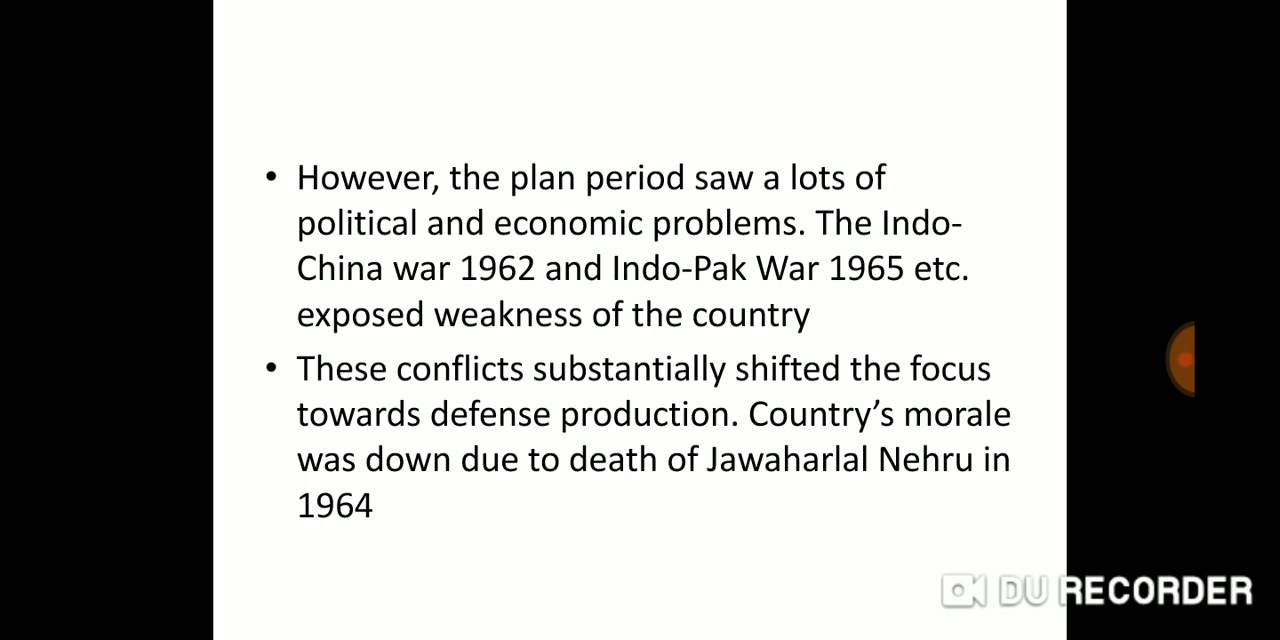 • However, the plan period saw a lots of
political and economic problems. The Indo-
China war 1962 and Indo-Pak War 1965 etc.
exposed weakness of the country
• These conflicts substantially shifted the focus
towards defense production. Country’s morale
was down due to death of Jawaharlal Nehru in
1964
DU RECORDER